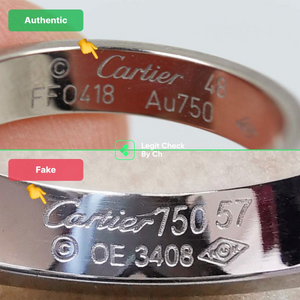 Authentic
© Cartier 48
FF0418 Au750
Legit Check
By Ch
Fake
Cartier 750 57
© OE 3408